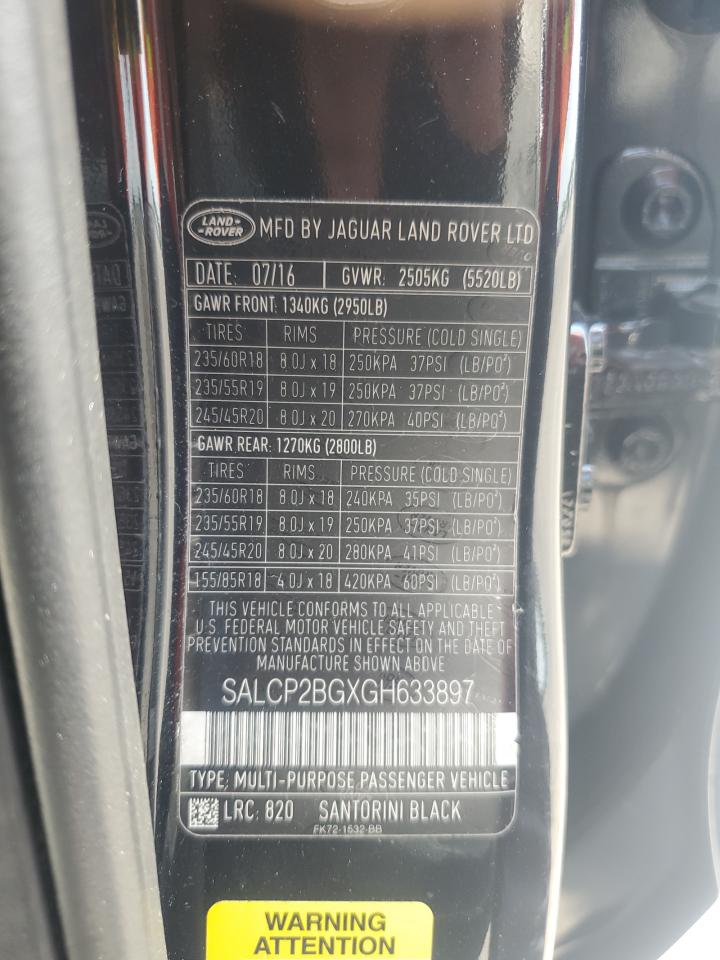 LAND ROVER MFD BY JAGUAR LAND ROVER LTD
DATE: 07/16 GVWR: 2505KG (5520LB)
GAWR FRONT: 1340KG (2950LB)
TIRES RIMS PRESSURE (COLD SINGLE)
235/60R18 8.0J x 18 250KPA 37PSI (LB/PO²)
235/55R19 8.0J x 19 250KPA 37PSI (LB/PO²)
245/45R20 8.0J x 20 270KPA 40PSI (LB/PO²)
GAWR REAR: 1270KG (2800LB)
TIRES RIMS PRESSURE (COLD SINGLE)
235/60R18 8.0J x 18 240KPA 35PSI (LB/PO²)
235/55R19 8.0J x 19 250KPA 37PSI (LB/PO²)
245/45R20 8.0J x 20 280KPA 41PSI (LB/PO²)
155/85R18 4.0J x 18 420KPA 60PSI (LB/PO²)
THIS VEHICLE CONFORMS TO ALL APPLICABLE
U.S. FEDERAL MOTOR VEHICLE SAFETY AND THEFT
PREVENTION STANDARDS IN EFFECT ON THE DATE
OF MANUFACTURE SHOWN ABOVE
SALCP2BGXGH633897
TYPE: MULTI-PURPOSE PASSENGER VEHICLE
LRC: 820 SANTORINI BLACK
FK72-1532-BB
WARNING
ATTENTION